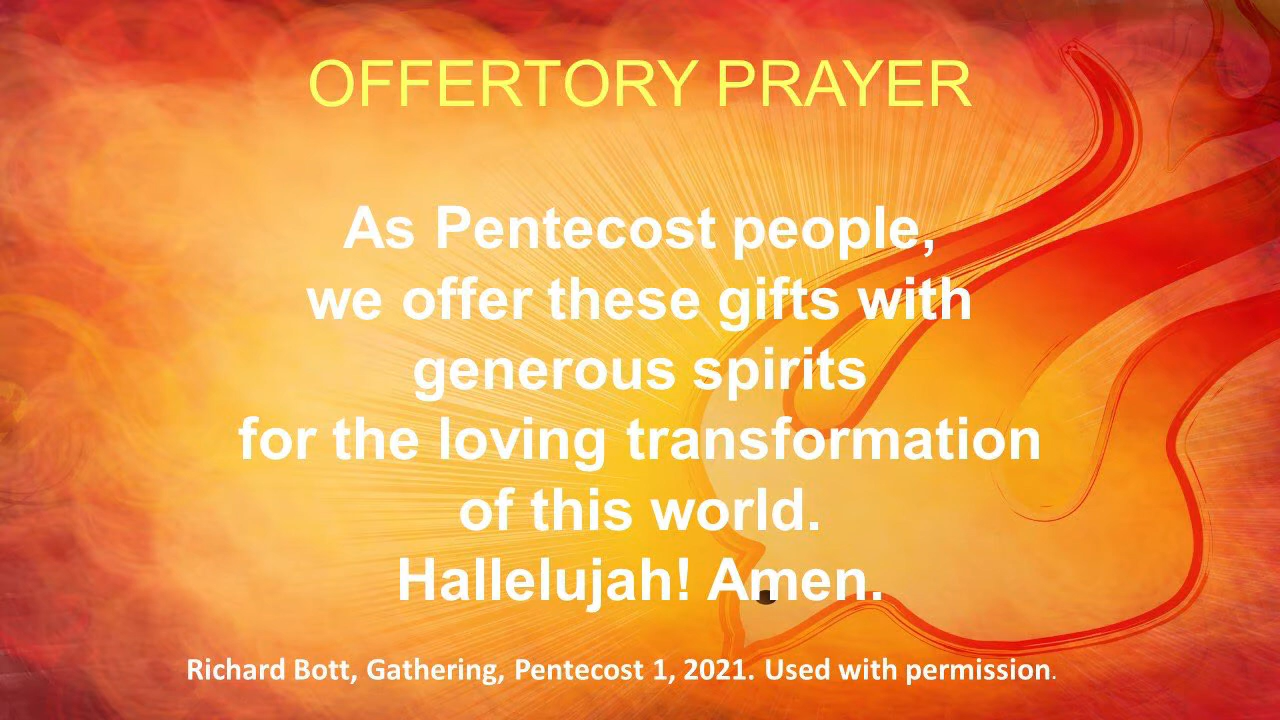 OFFERTORY PRAYER
As Pentecost people,
we offer these gifts with
generous spirits
for the loving transformation
of this world.
Hallelujah! Amen.
Richard Bott, Gathering, Pentecost 1, 2021. Used with permission.